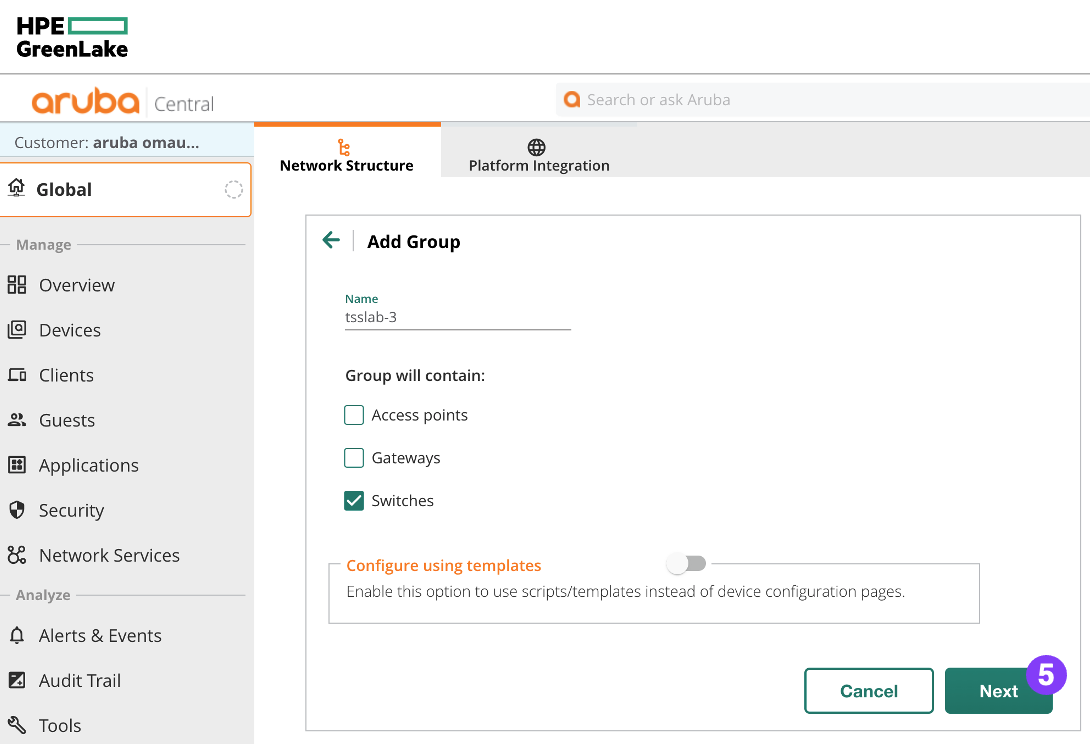 HPE
GreenLake
aruba Central
Search or ask Aruba
Customer: aruba omau...
Network Structure
Platform Integration
Global
Manage
Overview
Devices
Clients
Guests
Applications
Security
Network Services
Analyze
Alerts & Events
Audit Trail
Tools
Add Group
Name
tsslab-3
Group will contain:
Access points
Gateways
Switches
Configure using templates
Enable this option to use scripts/templates instead of device configuration pages.
Cancel
Next
5